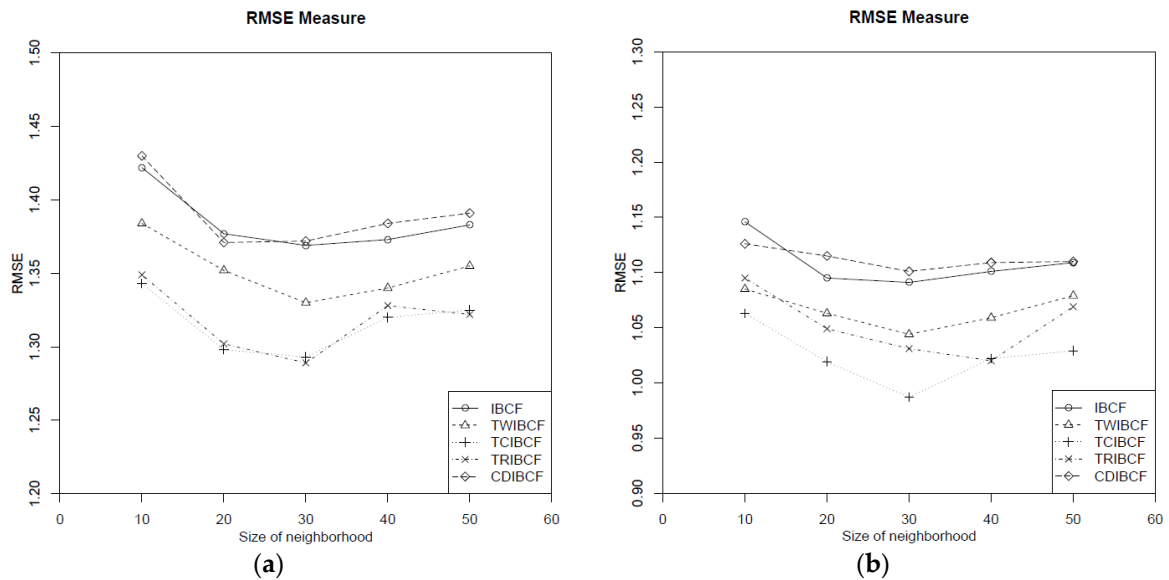 RMSE Measure
1.50
1.45
1.40
1.35
1.30
1.25
1.20
RMSE
0
10
20
30
40
50
60
Size of neighborhood
IBCF
TWIBCF
TCIBCF
TRIBCF
CDIBCF
(a)
RMSE Measure
1.30
1.25
1.20
1.15
1.10
1.05
1.00
0.95
0.90
RMSE
0
10
20
30
40
50
60
Size of neighborhood
IBCF
TWIBCF
TCIBCF
TRIBCF
CDIBCF
(b)